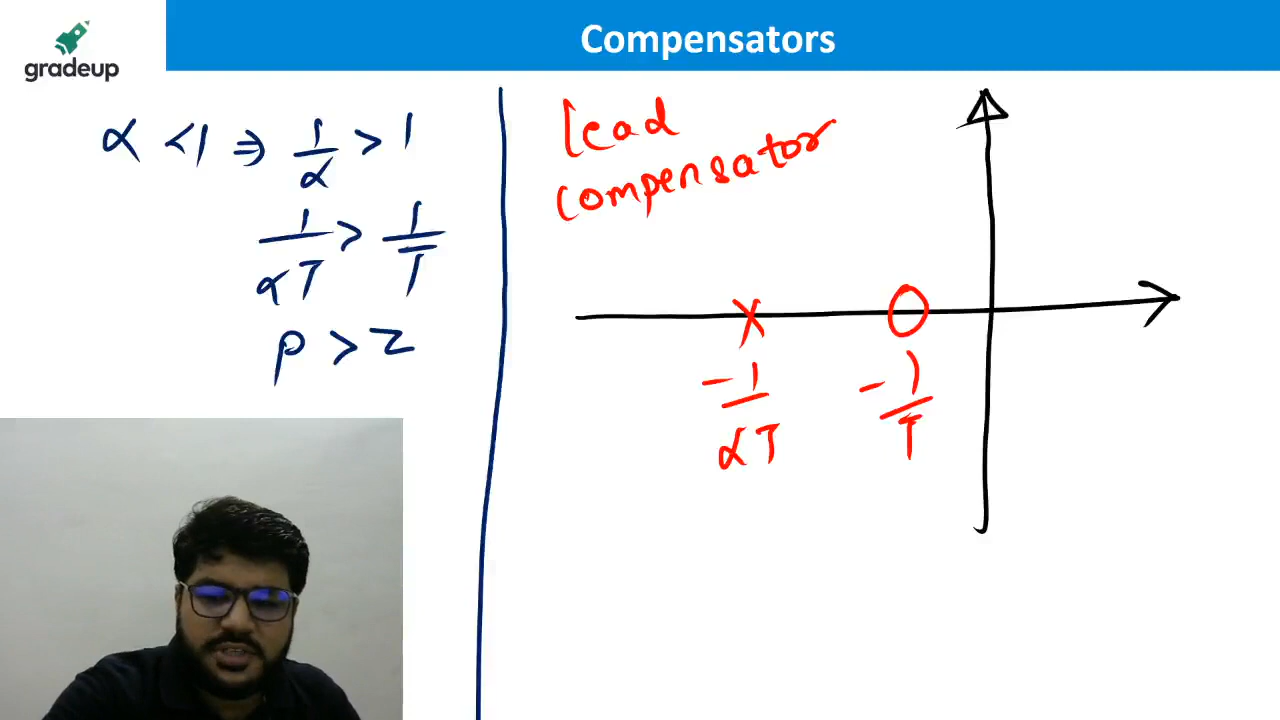 Compensators
gradeup
α < 1 ⇒ 1/α > 1
1/αT > 1/T
p > z
lead
compensator
-1/αT
-1/T